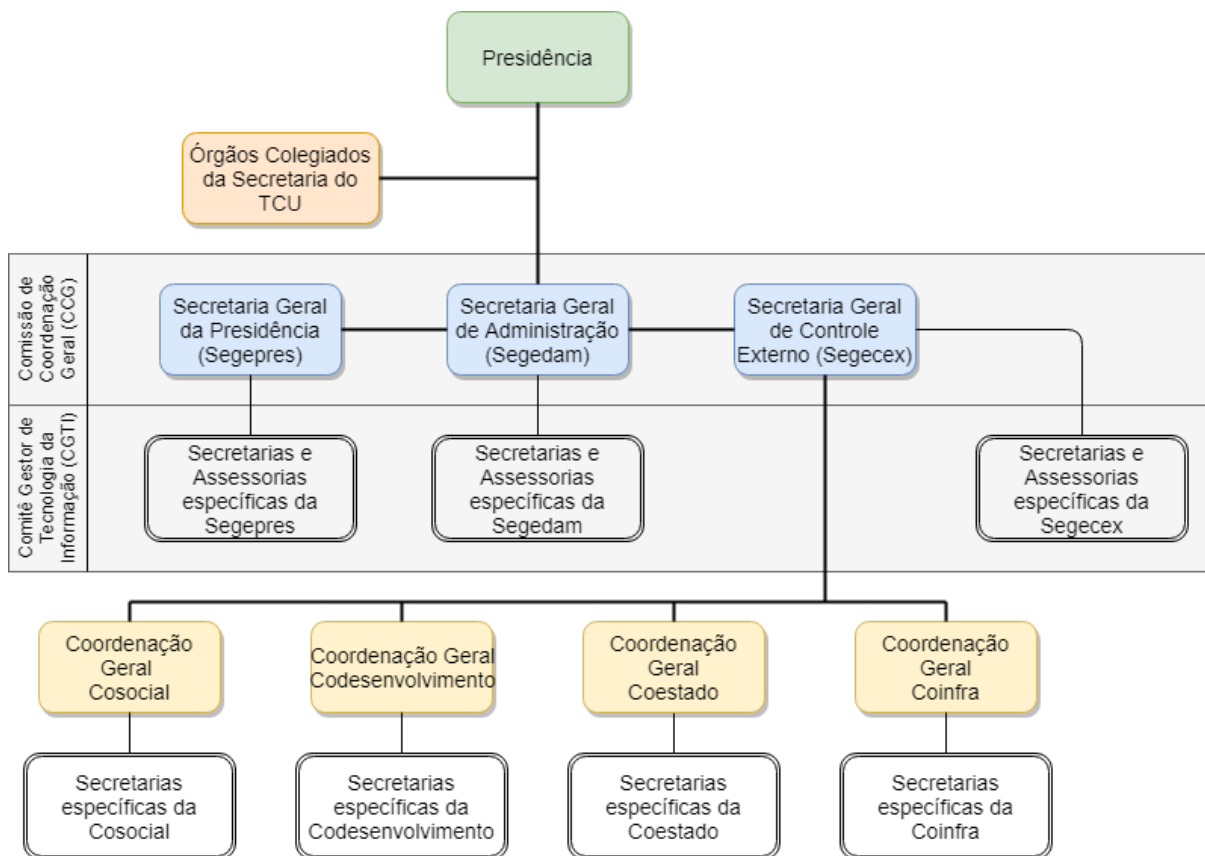 Presidência
Órgãos Colegiados
da Secretaria do
TCU
Comissão de
Coordenação
Geral (CCG)
Secretaria Geral
da Presidência
(Segepres)
Secretaria Geral
de Administração
(Segedam)
Secretaria Geral
de Controle
Externo (Segecex)
Comitê Gestor de
Tecnologia da
Informação (CGTI)
Secretarias e
Assessorias
específicas da
Segepres
Secretarias e
Assessorias
específicas da
Segedam
Secretarias e
Assessorias
específicas da
Segecex
Coordenação
Geral
Cosocial
Coordenação Geral
Codesenvolvimento
Coordenação
Geral
Coestado
Coordenação
Geral
Coinfra
Secretarias
específicas da
Cosocial
Secretarias
específicas da
Codesenvolvimento
Secretarias
específicas da
Coestado
Secretarias
específicas da
Coinfra